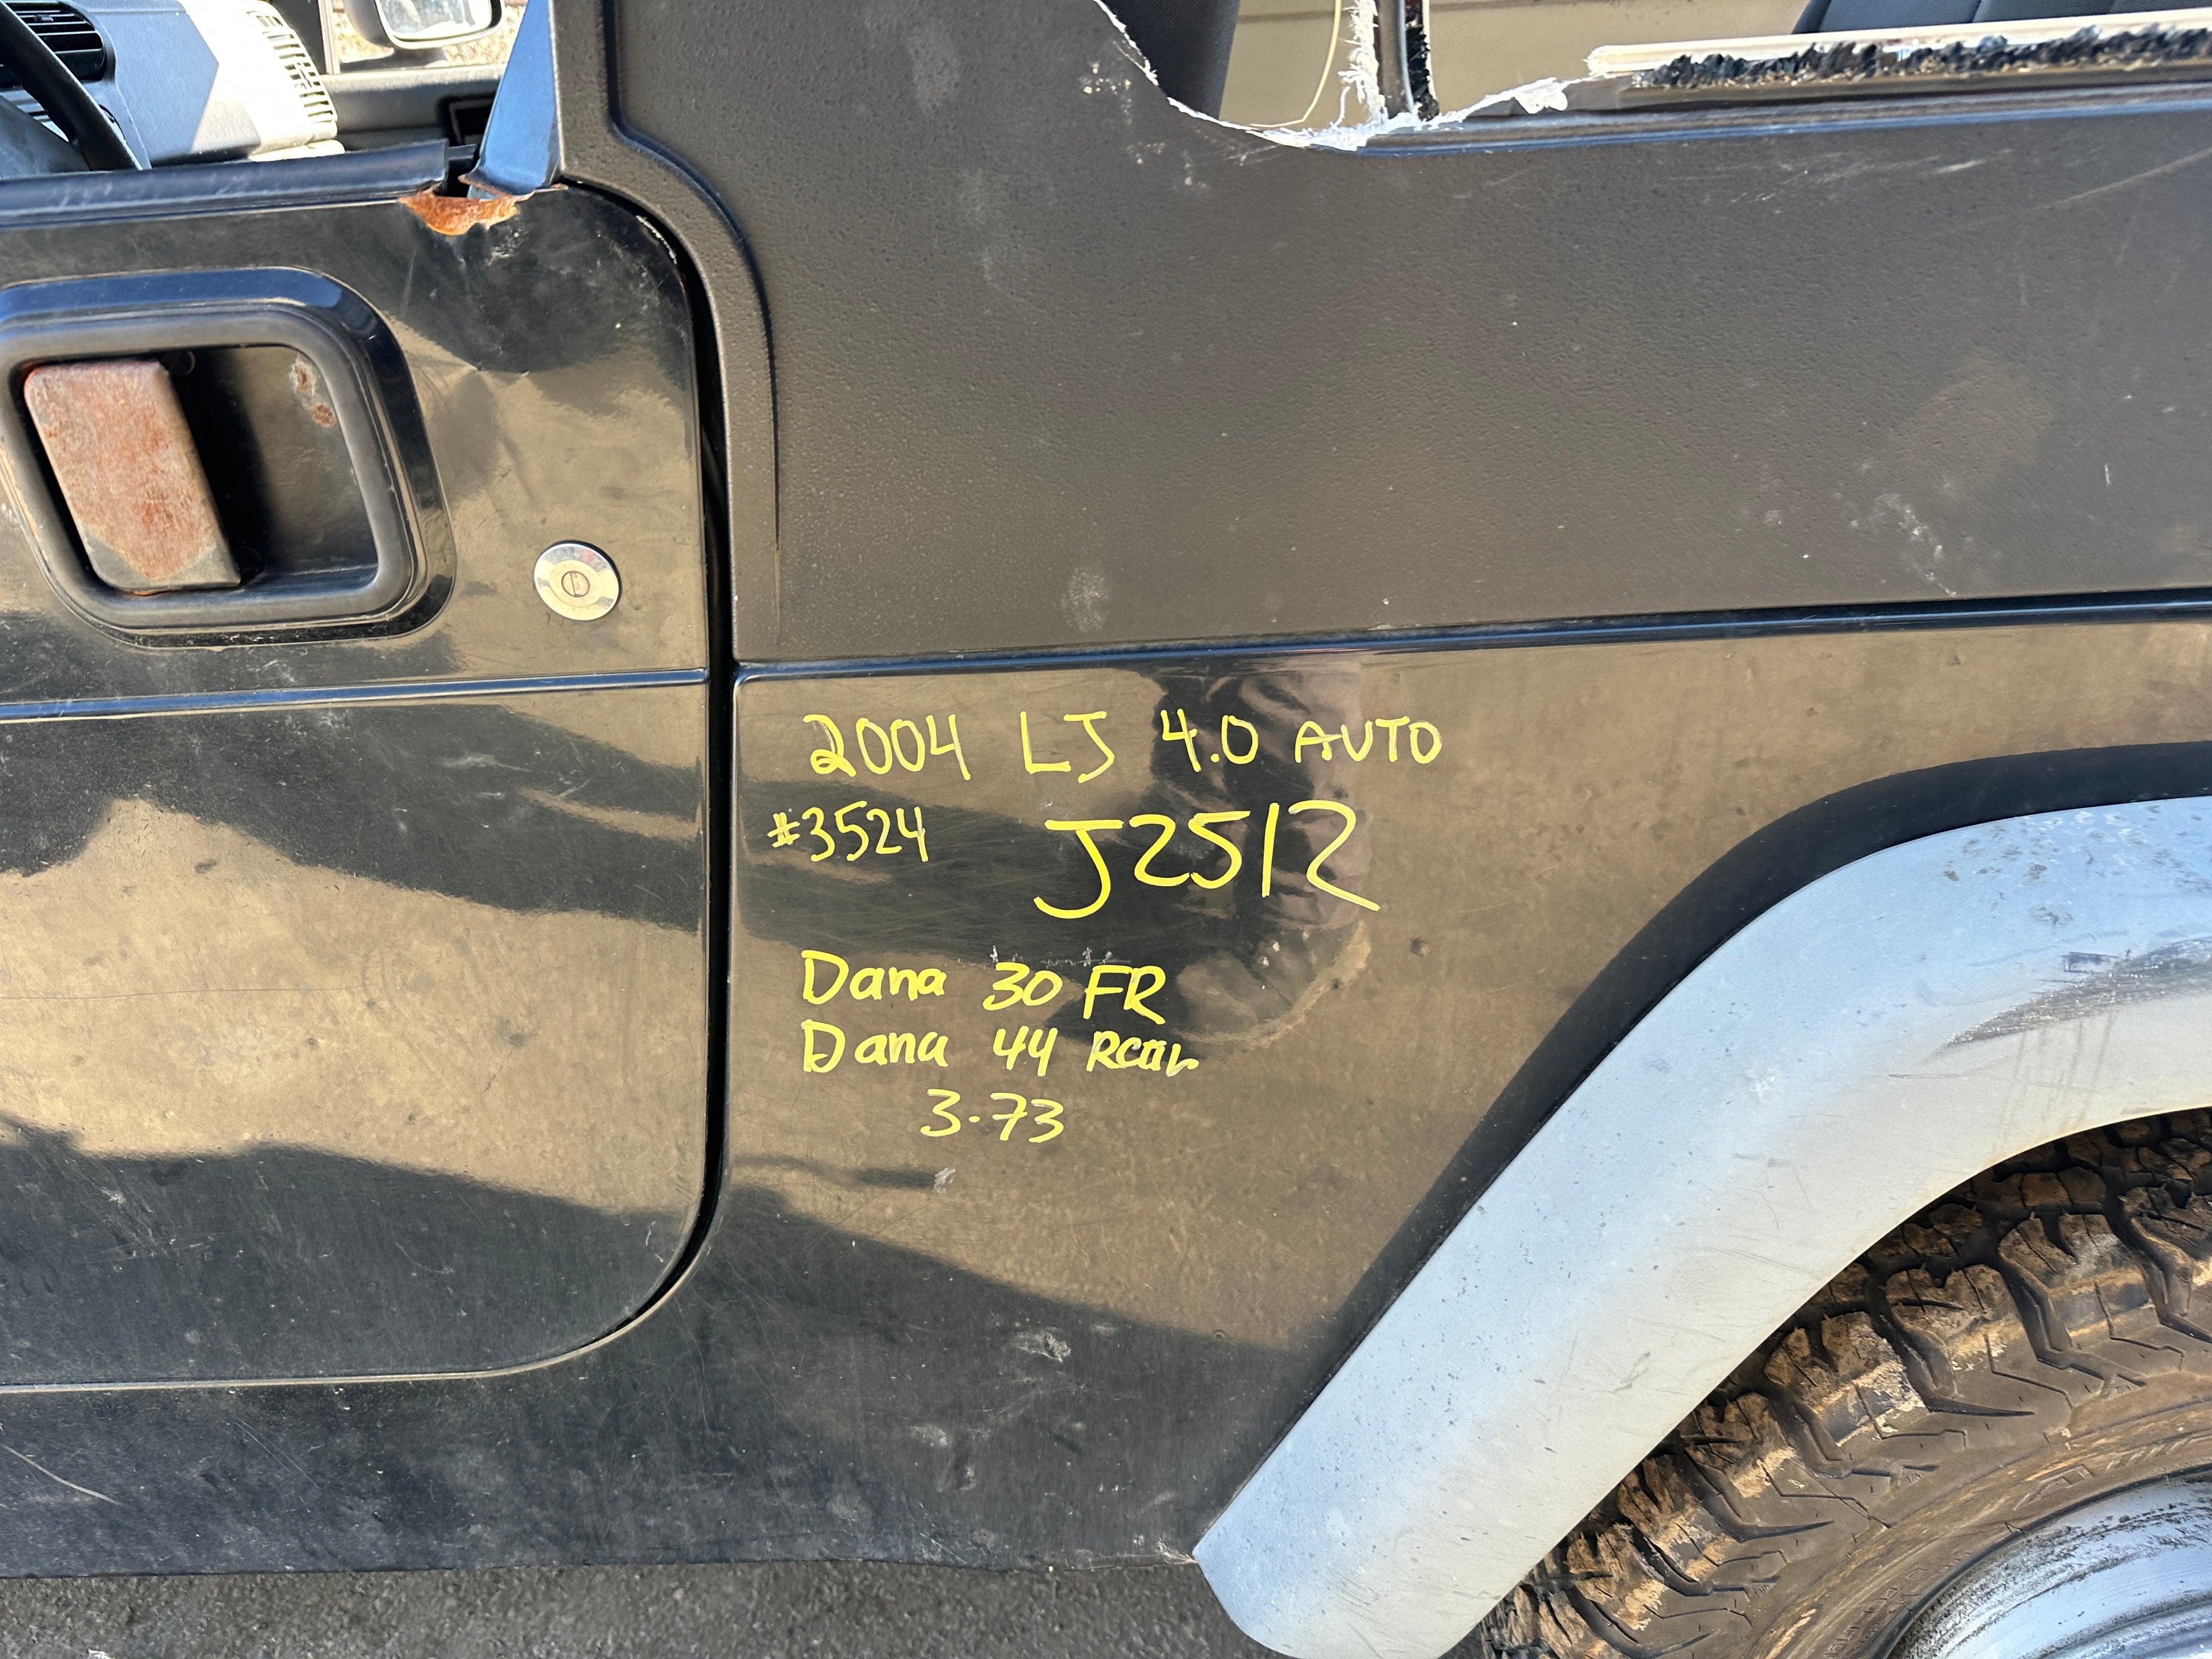 2004 LJ 4.0 AUTO
#3524 J2512
Dana 30 FR
Dana 44 Rear
3.73